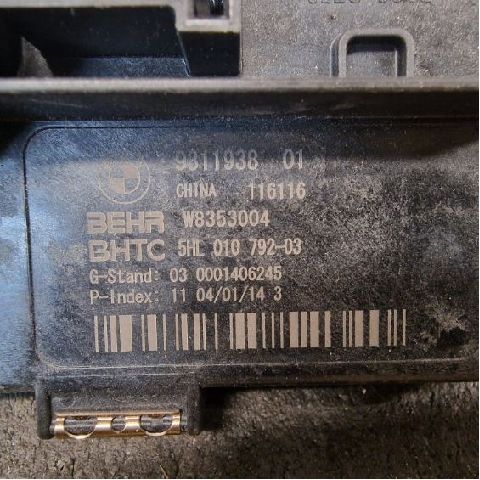 9811938 01
CHINA 116116
BEHR W8353004
BHTC 5HL 010 792-03
G-Stand: 03 0001406245
P-Index: 11 04/01/14 3